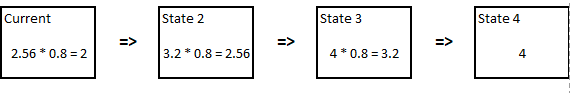 Current
2.56 * 0.8 = 2
=>
State 2
3.2 * 0.8 = 2.56
=>
State 3
4 * 0.8 = 3.2
=>
State 4
4